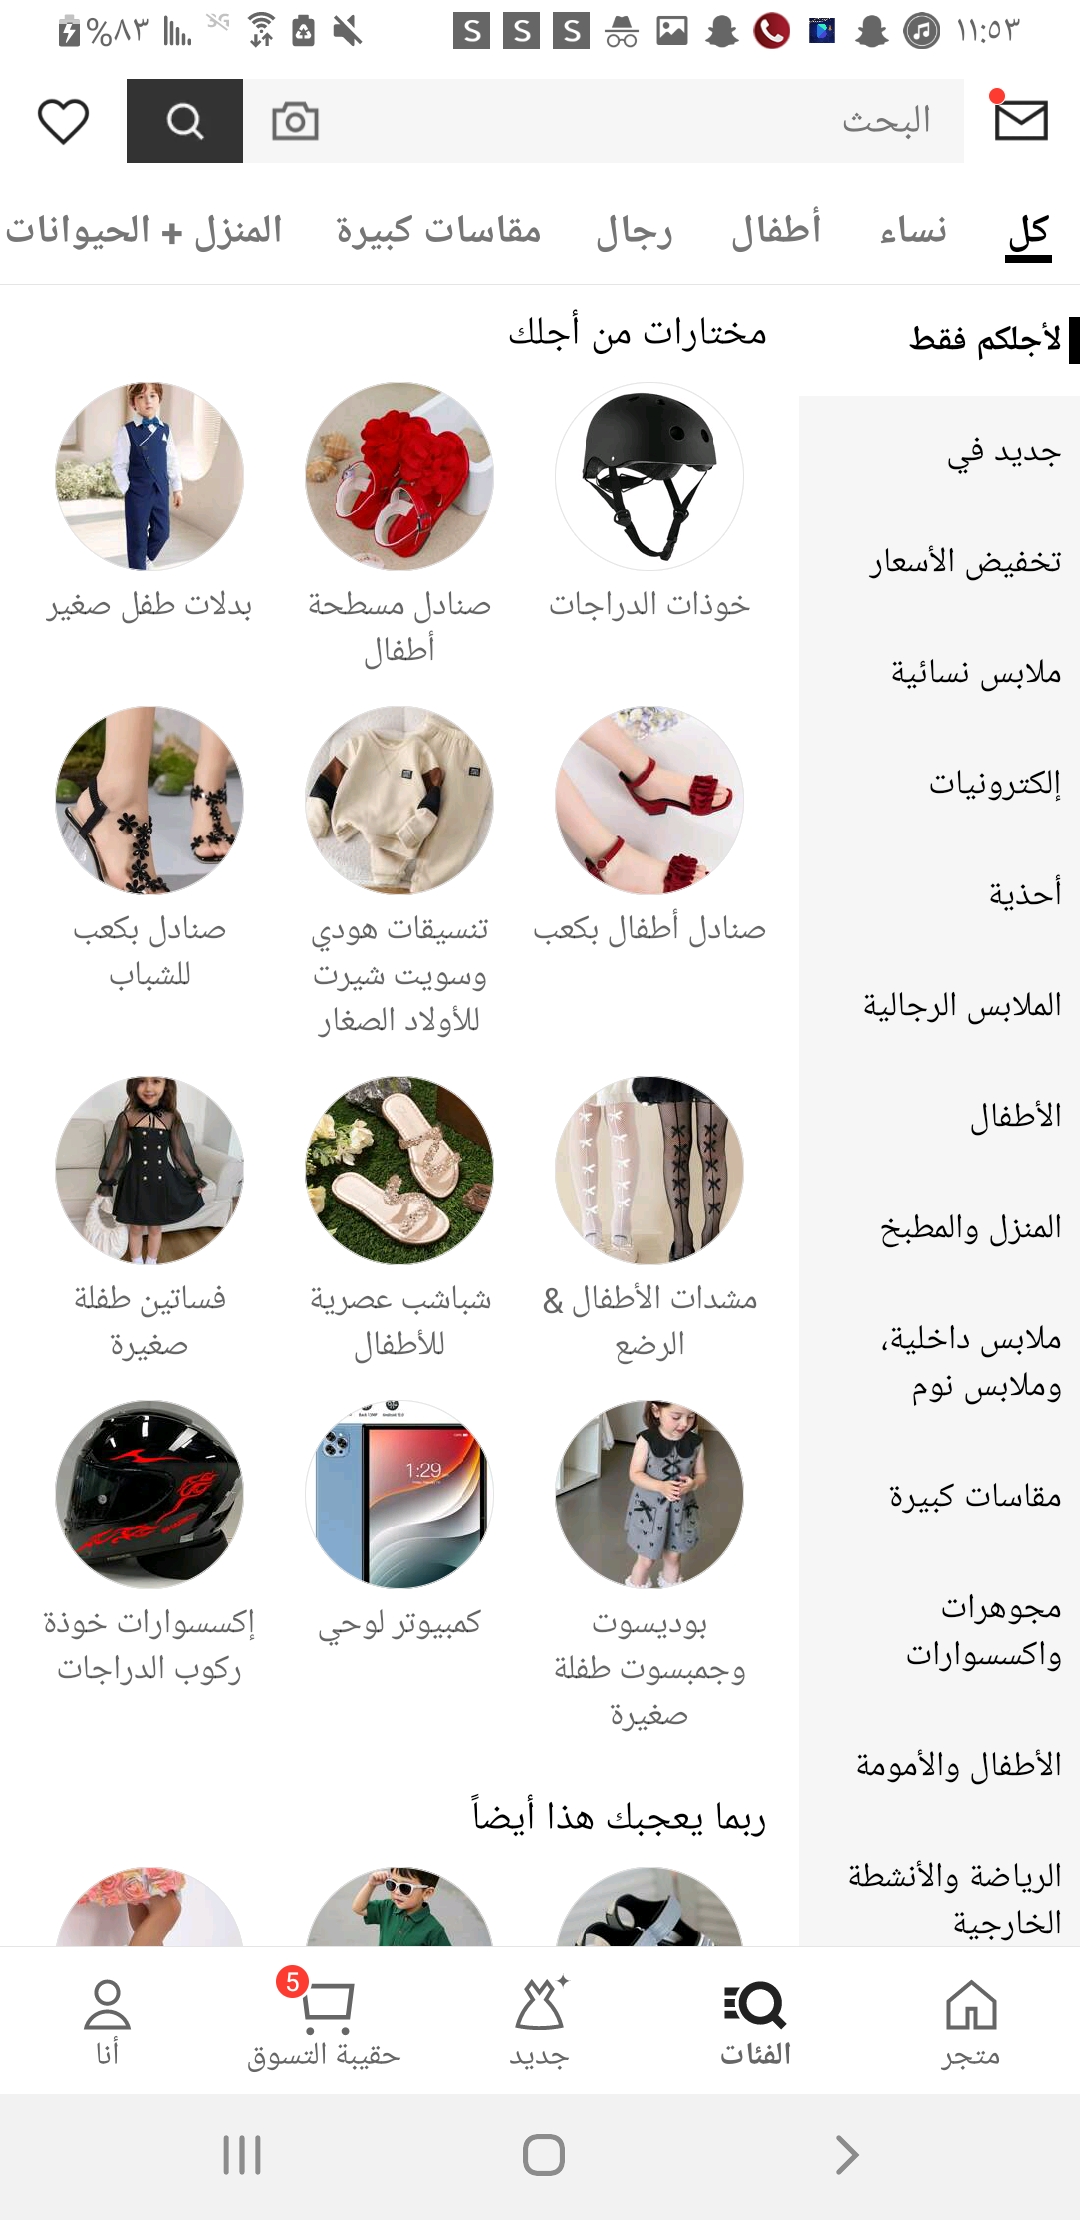 ١١:٥٣
S S S
3G
%٨٣
البحث
كل نساء أطفال رجال مقاسات كبيرة المنزل + الحيوانات
لأجلكم فقط
جديد في
تخفيض الأسعار
ملابس نسائية
إلكترونيات
أحذية
الملابس الرجالية
الأطفال
المنزل والمطبخ
ملابس داخلية،
وملابس نوم
مقاسات كبيرة
مجوهرات
واكسسوارات
الأطفال والأمومة
الرياضة والأنشطة
الخارجية
مختارات من أجلك
خوذات الدراجات
صنادل مسطحة
أطفال
بدلات طفل صغير
صنادل أطفال بكعب
تنسيقات هودي
وسويت شيرت
للأولاد الصغار
صنادل بكعب
للشباب
مشدات الأطفال &
الرضع
شباشب عصرية
للأطفال
فساتين طفلة
صغيرة
بوديسوت
وجمبسوت طفلة
صغيرة
1:29
كمبيوتر لوحي
إكسسوارات خوذة
ركوب الدراجات
ربما يعجبك هذا أيضاً
متجر
الفئات
جديد
5
حقيبة التسوق
أنا